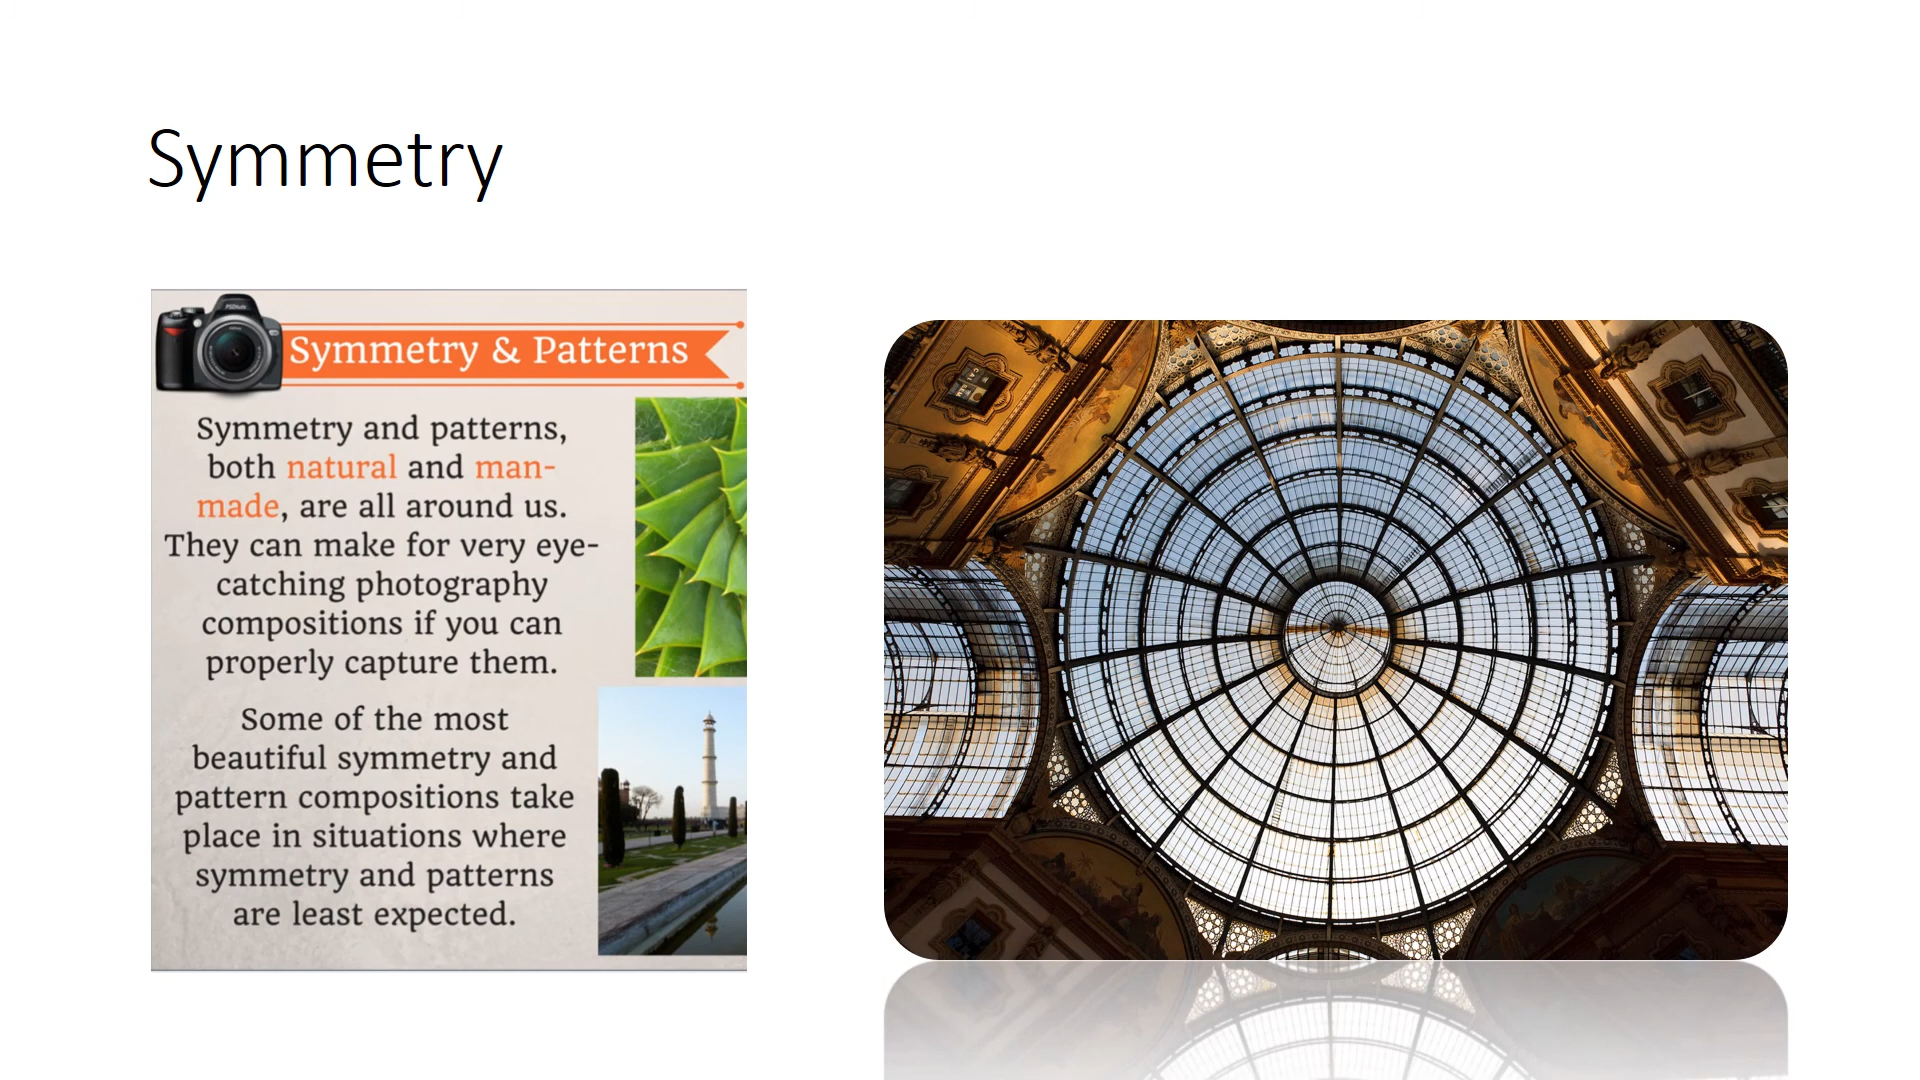 Symmetry
Symmetry & Patterns
Symmetry and patterns,
both natural and man-
made, are all around us.
They can make for very eye-
catching photography
compositions if you can
properly capture them.
Some of the most
beautiful symmetry and
pattern compositions take
place in situations where
symmetry and patterns
are least expected.